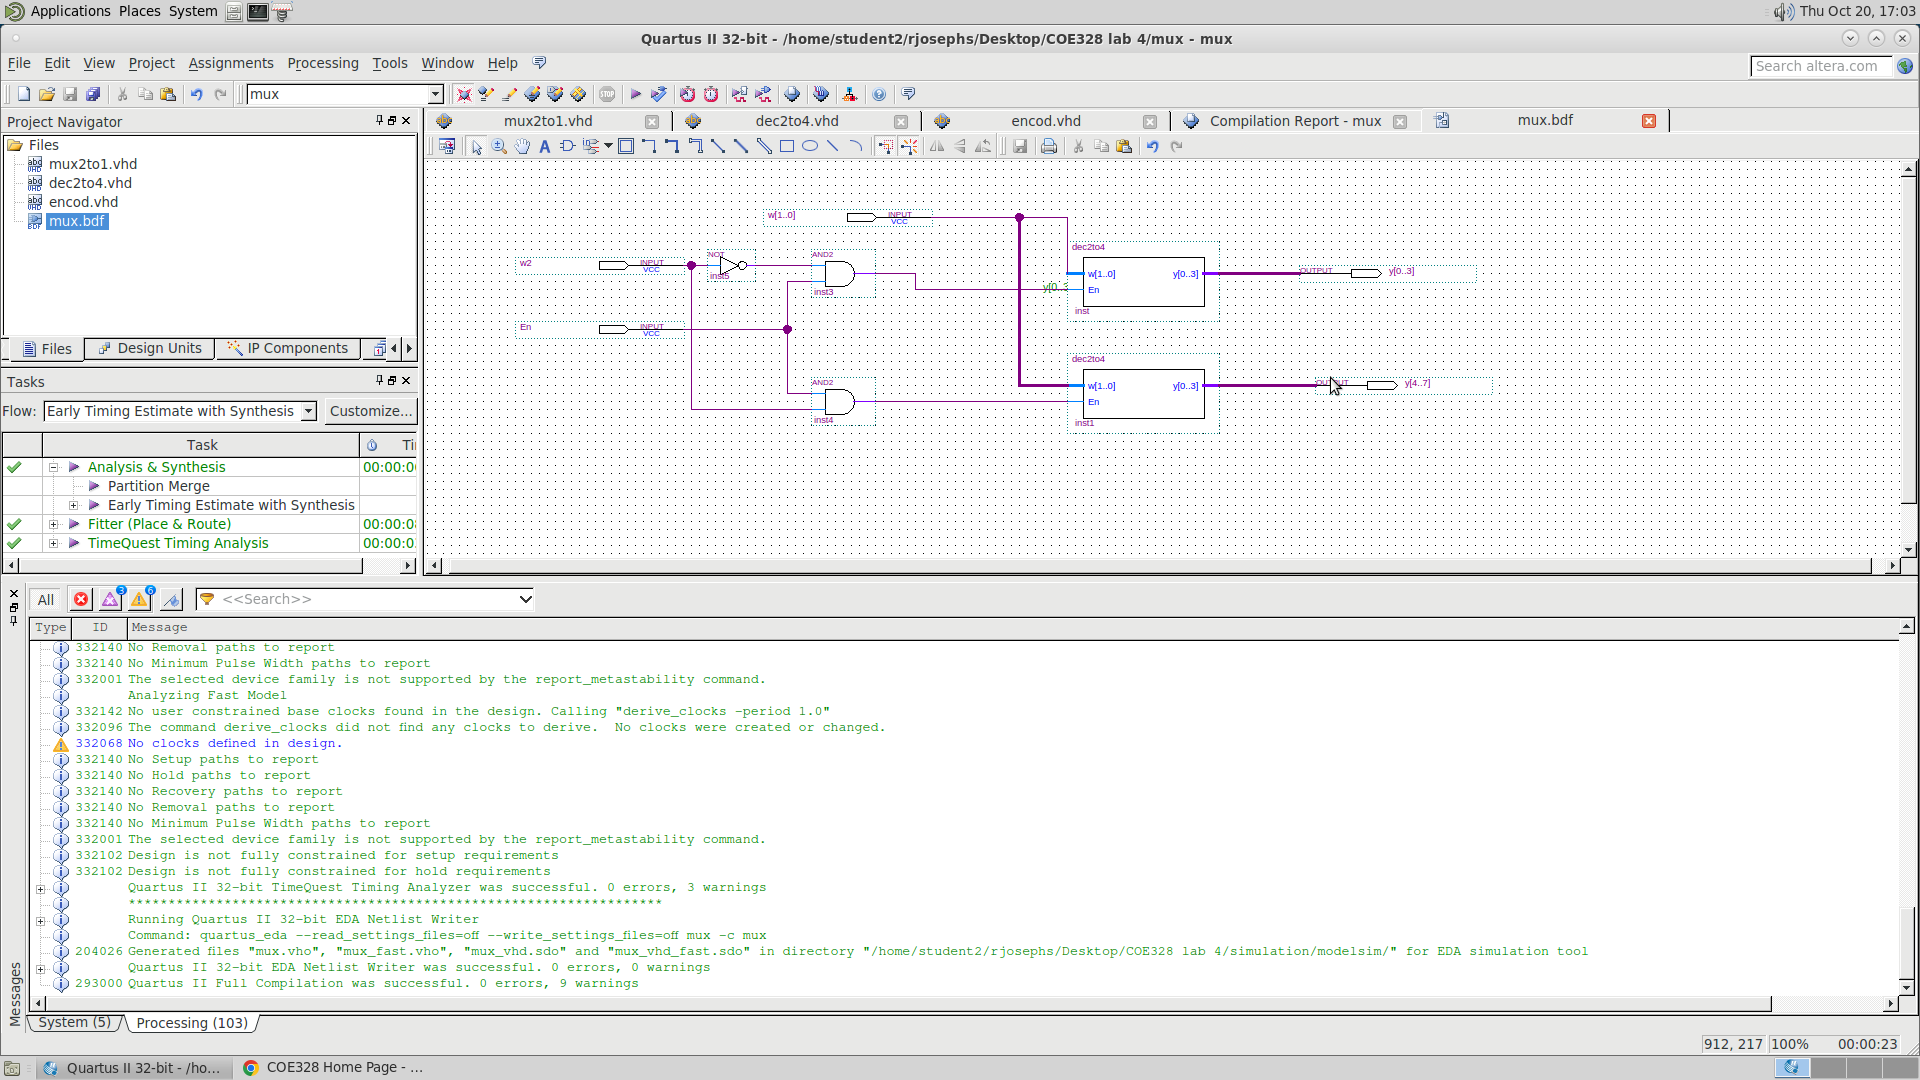 Applications Places System
Thu Oct 20, 17:03
Quartus II 32-bit - /home/student2/rjosephs/Desktop/COE328 lab 4/mux - mux
File Edit View Project Assignments Processing Tools Window Help
Search altera.com
mux
STOP
Project Navigator
Files
mux2to1.vhd
dec2to4.vhd
encod.vhd
mux.bdf
Files
Design Units
IP Components
mux2to1.vhd
dec2to4.vhd
encod.vhd
Compilation Report - mux
mux.bdf
w[1..0]
INPUT
VCC
w2
INPUT
VCC
NOT
inst5
AND2
inst3
En
INPUT
VCC
AND2
inst4
dec2to4
w[1..0]
y[0..3]
En
inst
y[0..3
OUTPUT
y[0..3]
dec2to4
w[1..0]
y[0..3]
En
inst1
y[4..7]
Tasks
Flow: Early Timing Estimate with Synthesis
Customize...
Task
Ti
Analysis & Synthesis
00:00:0
Partition Merge
Early Timing Estimate with Synthesis
Fitter (Place & Route)
00:00:0
TimeQuest Timing Analysis
00:00:0
All
3
6
<<Search>>
Type ID Message
332140 No Removal paths to report
332140 No Minimum Pulse Width paths to report
332001 The selected device family is not supported by the report_metastability command.
Analyzing Fast Model
332142 No user constrained base clocks found in the design. Calling "derive_clocks -period 1.0"
332096 The command derive_clocks did not find any clocks to derive.  No clocks were created or changed.
332068 No clocks defined in design.
332140 No Setup paths to report
332140 No Hold paths to report
332140 No Recovery paths to report
332140 No Removal paths to report
332140 No Minimum Pulse Width paths to report
332001 The selected device family is not supported by the report_metastability command.
332102 Design is not fully constrained for setup requirements
332102 Design is not fully constrained for hold requirements
Quartus II 32-bit TimeQuest Timing Analyzer was successful. 0 errors, 3 warnings
*******************************************************************
Running Quartus II 32-bit EDA Netlist Writer
Command: quartus_eda --read_settings_files=off --write_settings_files=off mux -c mux
204026 Generated files "mux.vho", "mux_fast.vho", "mux_vhd.sdo" and "mux_vhd_fast.sdo" in directory "/home/student2/rjosephs/Desktop/COE328 lab 4/simulation/modelsim/" for EDA simulation tool
Quartus II 32-bit EDA Netlist Writer was successful. 0 errors, 0 warnings
293000 Quartus II Full Compilation was successful. 0 errors, 9 warnings
Messages
System (5)
Processing (103)
912, 217 100% 00:00:23
Quartus II 32-bit - /ho...
COE328 Home Page - ...